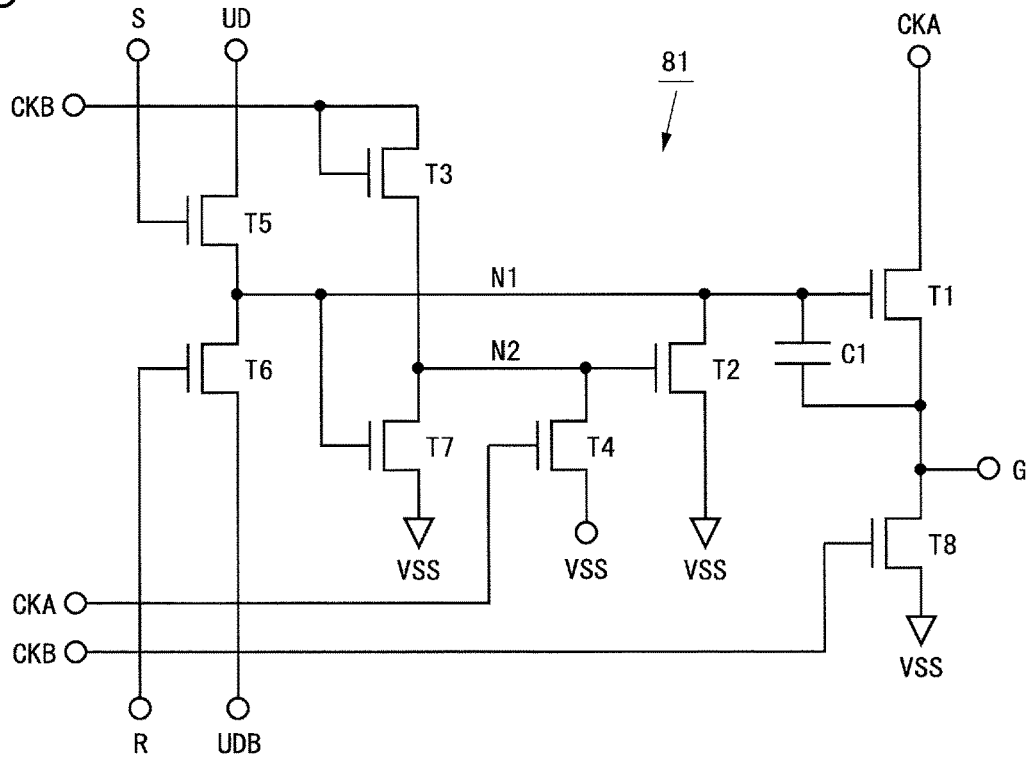 S UD
CKA
81
CKB
T3
T5
N1
T1
N2
C1
T6
T2
T7
T4
G
T8
VSS VSS VSS
CKA
CKB
VSS
R UDB